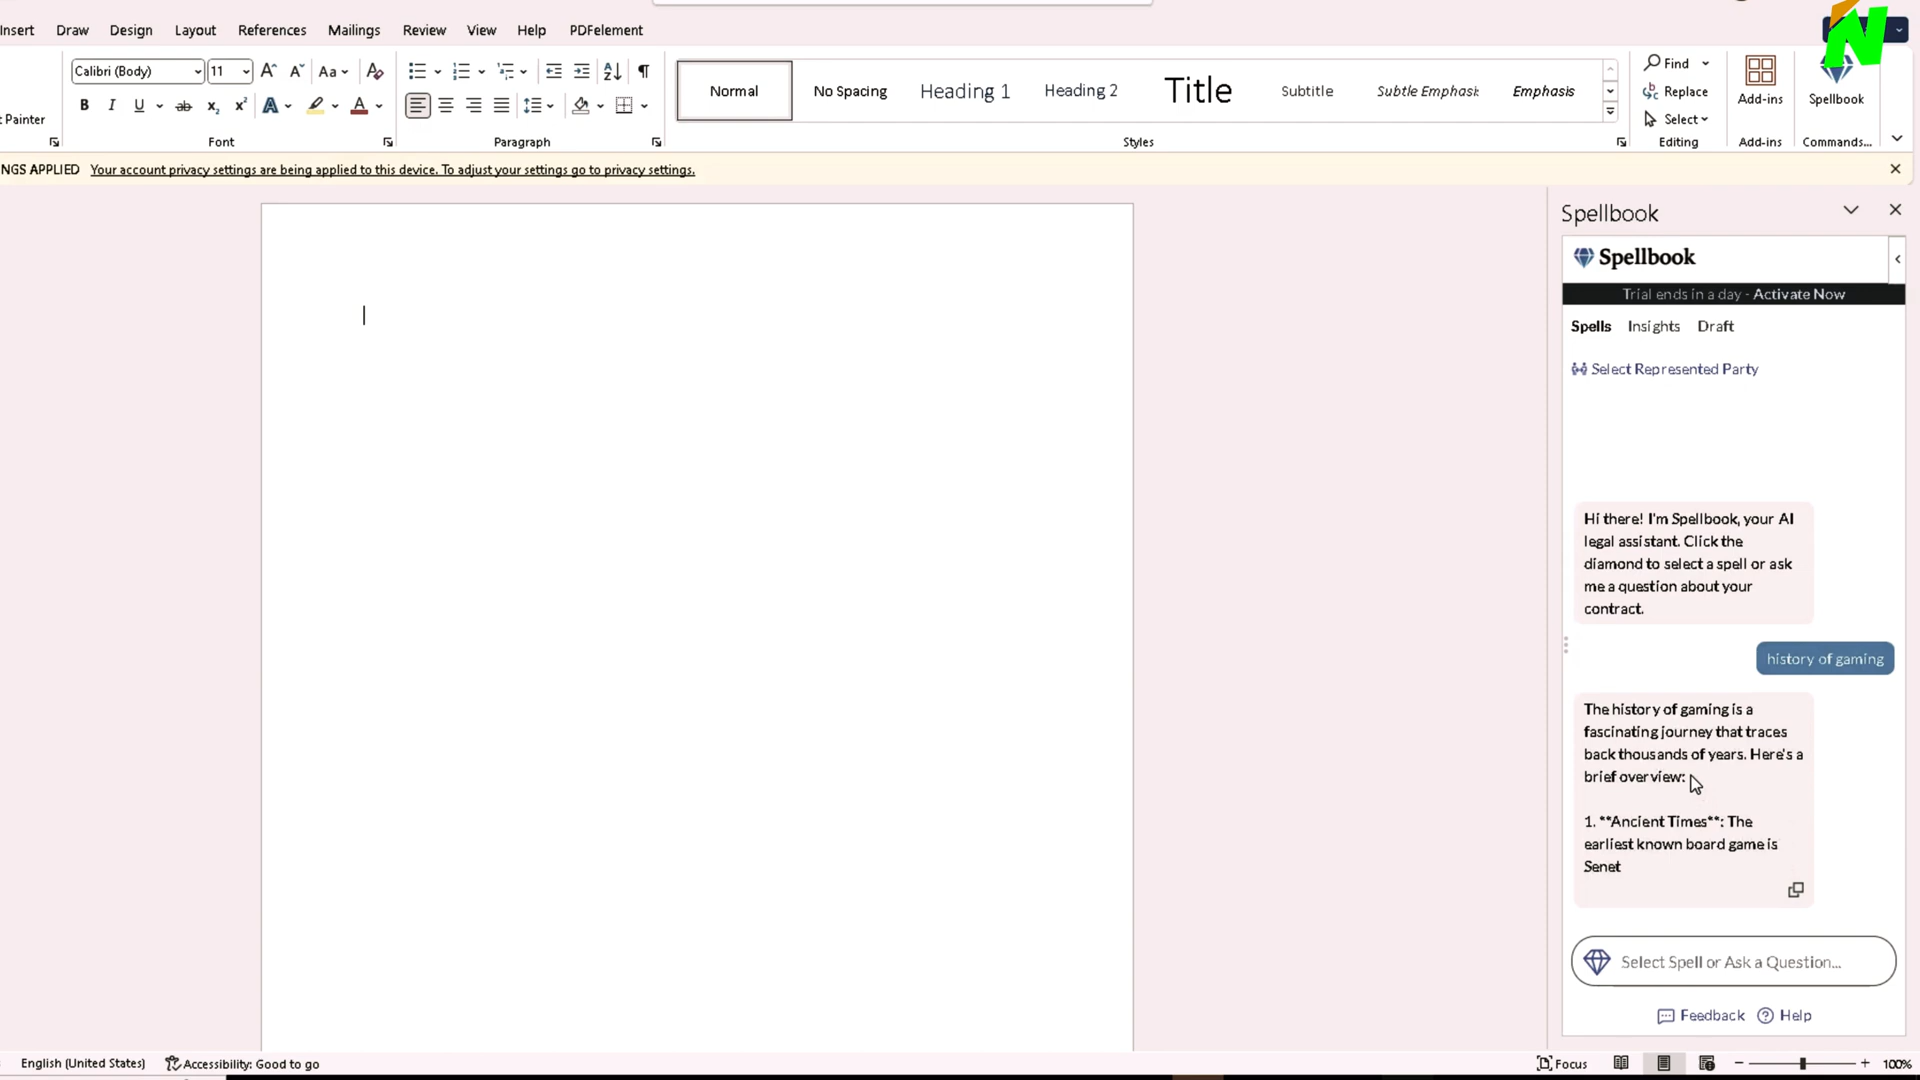 Insert Draw Design Layout References Mailings Review View Help PDFelement
N
Calibri (Body) 11 Aa
Normal No Spacing Heading 1 Heading 2 Title Subtitle Subtle Emphasis Emphasis
Find
Replace
Select
Add-ins
Spellbook
B I U ab x₂ x² A A
t Painter
Font Paragraph Styles Editing Add-ins Commands...
NGS APPLIED Your account privacy settings are being applied to this device. To adjust your settings go to privacy settings.
Spellbook
Spellbook
Trial ends in a day - Activate Now
Spells Insights Draft
Select Represented Party
Hi there! I'm Spellbook, your AI
legal assistant. Click the
diamond to select a spell or ask
me a question about your
contract.
history of gaming
The history of gaming is a
fascinating journey that traces
back thousands of years. Here's a
brief overview:
1. **Ancient Times**: The
earliest known board game is
Senet
Select Spell or Ask a Question...
Feedback Help
English (United States) Accessibility: Good to go Focus 100%